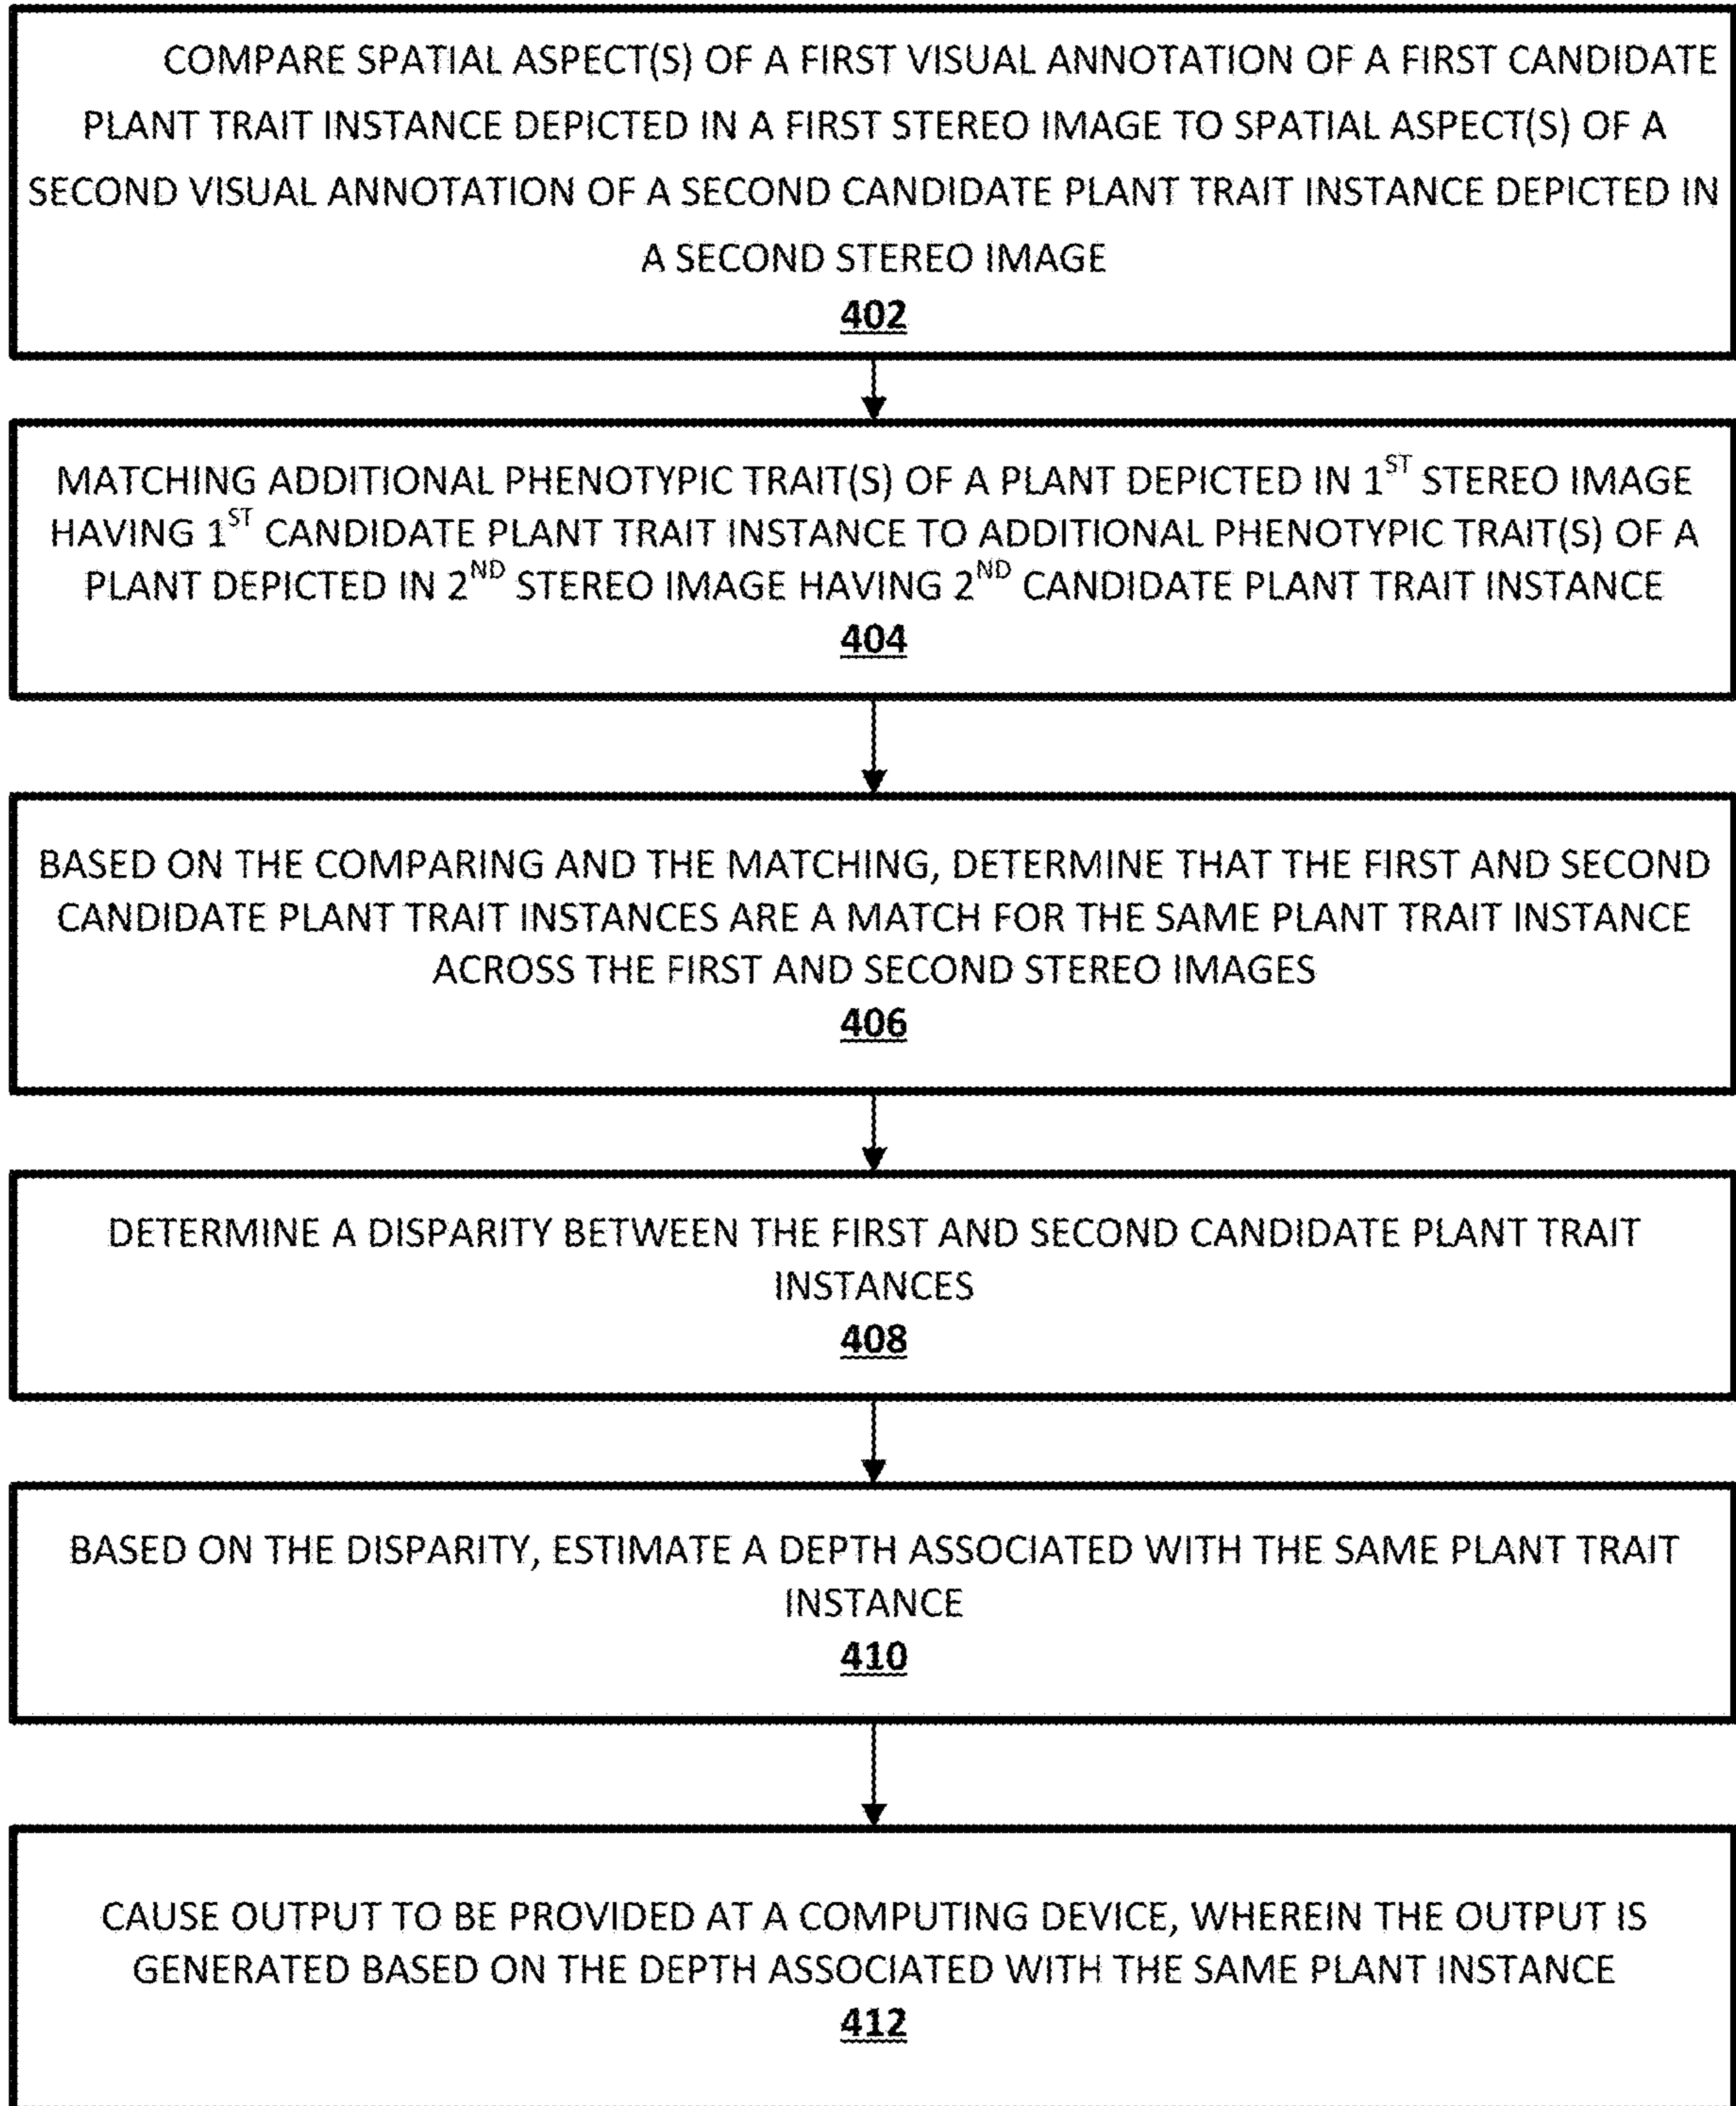 COMPARE SPATIAL ASPECT(S) OF A FIRST VISUAL ANNOTATION OF A FIRST CANDIDATE
PLANT TRAIT INSTANCE DEPICTED IN A FIRST STEREO IMAGE TO SPATIAL ASPECT(S) OF A
SECOND VISUAL ANNOTATION OF A SECOND CANDIDATE PLANT TRAIT INSTANCE DEPICTED IN
A SECOND STEREO IMAGE
402
MATCHING ADDITIONAL PHENOTYPIC TRAIT(S) OF A PLANT DEPICTED IN 1ST STEREO IMAGE
HAVING 1ST CANDIDATE PLANT TRAIT INSTANCE TO ADDITIONAL PHENOTYPIC TRAIT(S) OF A
PLANT DEPICTED IN 2ND STEREO IMAGE HAVING 2ND CANDIDATE PLANT TRAIT INSTANCE
404
BASED ON THE COMPARING AND THE MATCHING, DETERMINE THAT THE FIRST AND SECOND
CANDIDATE PLANT TRAIT INSTANCES ARE A MATCH FOR THE SAME PLANT TRAIT INSTANCE
ACROSS THE FIRST AND SECOND STEREO IMAGES
406
DETERMINE A DISPARITY BETWEEN THE FIRST AND SECOND CANDIDATE PLANT TRAIT
INSTANCES
408
BASED ON THE DISPARITY, ESTIMATE A DEPTH ASSOCIATED WITH THE SAME PLANT TRAIT
INSTANCE
410
CAUSE OUTPUT TO BE PROVIDED AT A COMPUTING DEVICE, WHEREIN THE OUTPUT IS
GENERATED BASED ON THE DEPTH ASSOCIATED WITH THE SAME PLANT INSTANCE
412